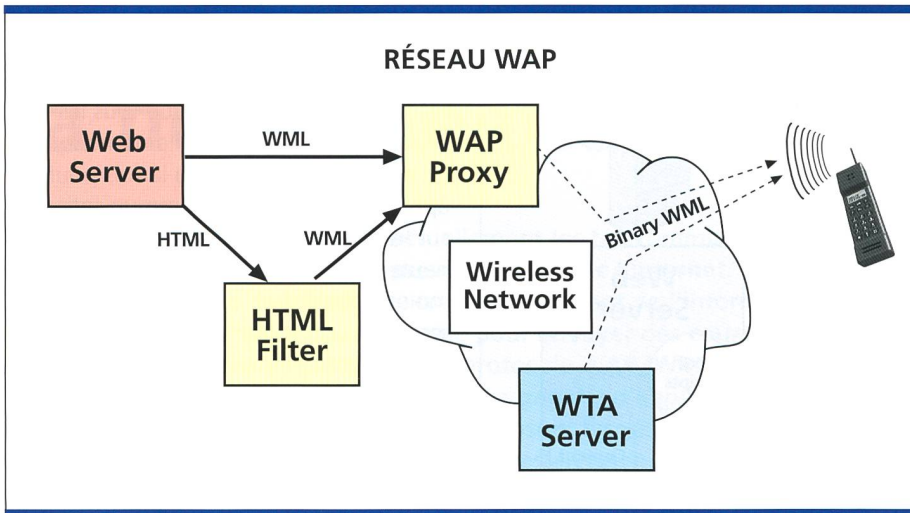 RÉSEAU WAP
Web
Server
WML
WAP
Proxy
HTML
WML
Binary WML
HTML
Filter
Wireless
Network
WTA
Server